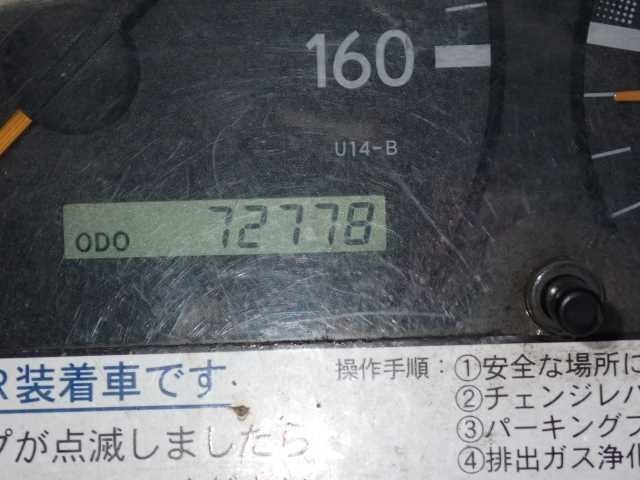 160
U14-B
ODO 72778
R装着車です
プが点滅しましたら
操作手順：①安全な場所に
②チェンジレバ
③パーキングブ
④排出ガス浄化